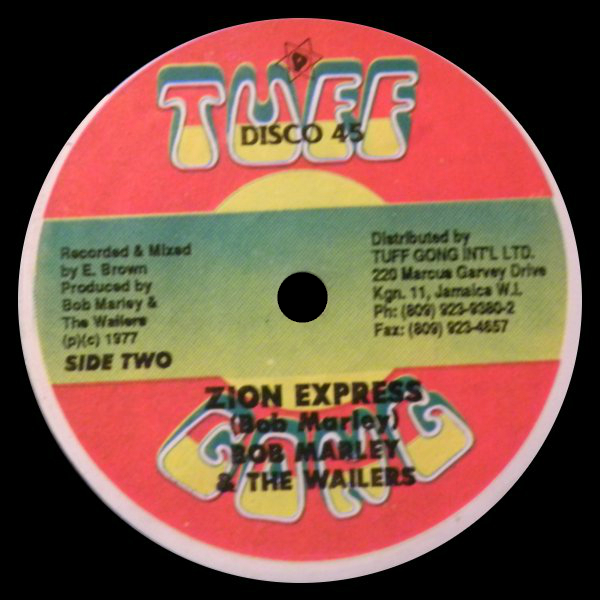 TUFF
DISCO 45
Recorded & Mixed
by E. Brown
Produced by
Bob Marley &
The Wailers
(p)(c) 1977
SIDE TWO
Distributed by
TUFF GONG INT'L LTD.
220 Marcus Garvey Drive
Kgn. 11, Jamaica W.I.
Ph: (809) 923-9380-2
Fax: (809) 923-4657
ZION EXPRESS
(Bob Marley)
BOB MARLEY
& THE WAILERS
GONG